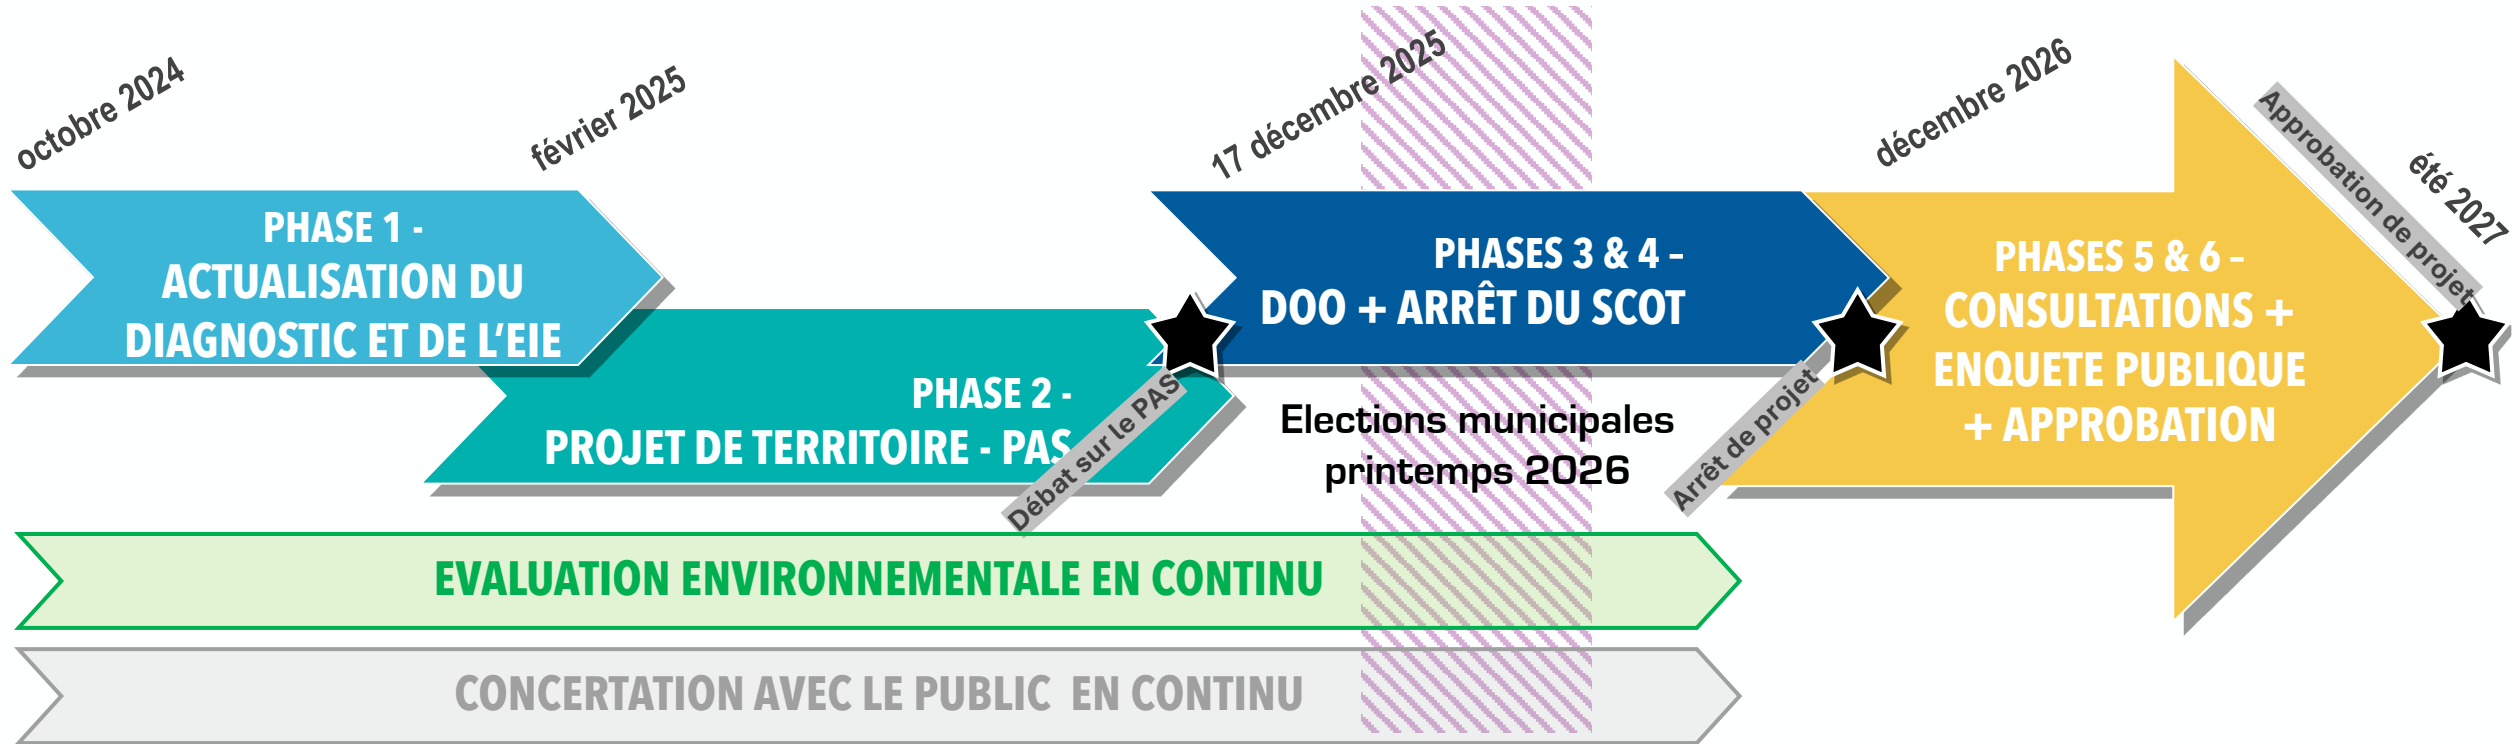 octobre 2024
février 2025
17 décembre 2025
décembre 2026
été 2027
PHASE 1 -
ACTUALISATION DU
DIAGNOSTIC ET DE L’EIE
PHASE 2 -
PROJET DE TERRITOIRE - PAS
Débat sur le PAS
PHASES 3 & 4 –
DOO + ARRÊT DU SCOT
Elections municipales
printemps 2026
Arrêt de projet
PHASES 5 & 6 –
CONSULTATIONS +
ENQUETE PUBLIQUE
+ APPROBATION
Approbation de projet
EVALUATION ENVIRONNEMENTALE EN CONTINU
CONCERTATION AVEC LE PUBLIC  EN CONTINU